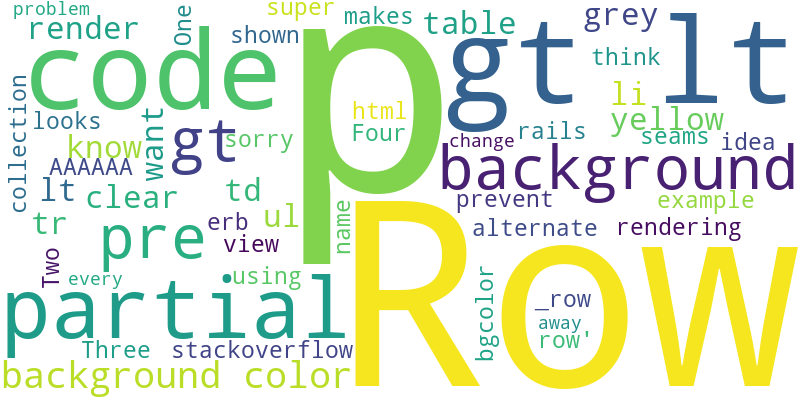 problem
super
makes
table
grey
render
One
shown
code
p
gt
lt
think
html
Four
li
yellow
collection
looks
know
want
gt
sorry
change
rails
seams
idea
AAAAAA
background
lt
clear
td
prevent
example
tr
pre
erb
ul
name
alternate
rendering
view
Two
every
using
partial
Row
bgcolor
_row
away
row'
Three
stackoverflow
background color